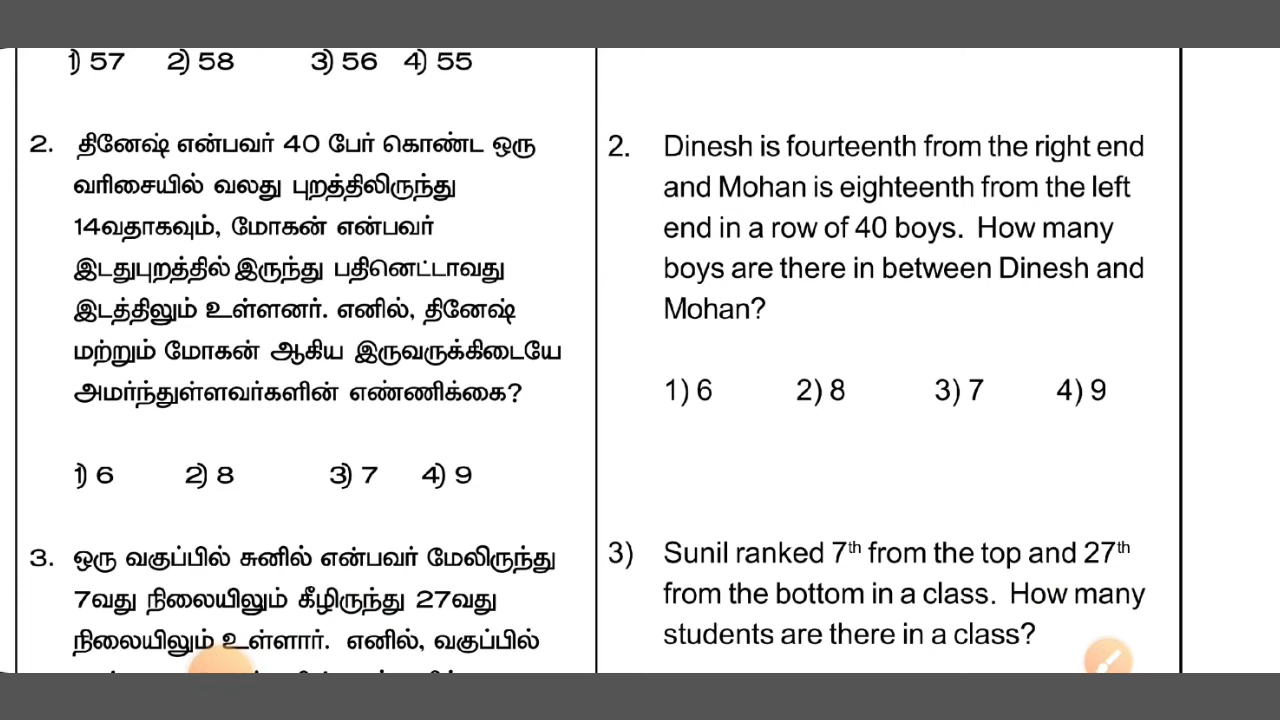 1) 57 2) 58 3) 56 4) 55
2. தினேஷ் என்பவர் 40 பேர் கொண்ட ஒரு
வரிசையில் வலது புறத்திலிருந்து
14வதாகவும், மோகன் என்பவர்
இடதுபுறத்தில் இருந்து பதினெட்டாவது
இடத்திலும் உள்ளனர். எனில், தினேஷ்
மற்றும் மோகன் ஆகிய இருவருக்கிடையே
அமர்ந்துள்ளவர்களின் எண்ணிக்கை?
1) 6 2) 8 3) 7 4) 9
3. ஒரு வகுப்பில் சுனில் என்பவர் மேலிருந்து
7வது நிலையிலும் கீழிருந்து 27வது
நிலையிலும் உள்ளார். எனில், வகுப்பில்
2. Dinesh is fourteenth from the right end
and Mohan is eighteenth from the left
end in a row of 40 boys. How many
boys are there in between Dinesh and
Mohan?
1) 6 2) 8 3) 7 4) 9
3) Sunil ranked 7th from the top and 27th
from the bottom in a class. How many
students are there in a class?